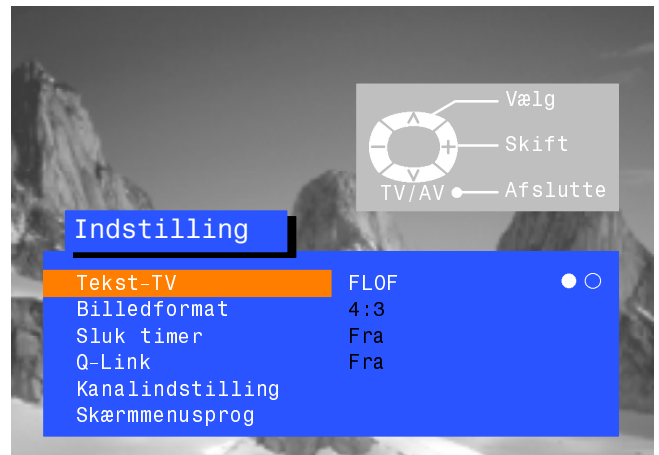 Vælg
Skift
TV/AV Afslutte
Indstilling
Tekst-TV FLOF
Billedformat 4:3
Sluk timer Fra
Q-Link Fra
Kanalindstilling
Skærmmenusprog